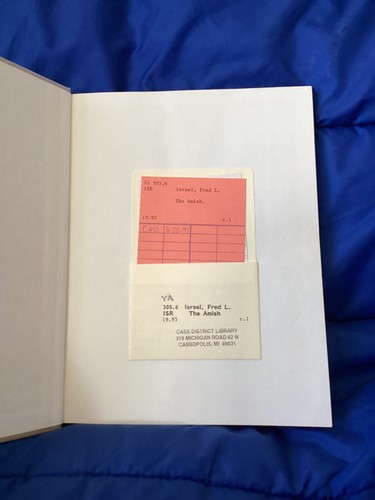 YA 305.6
ISR Israel, Fred L.
The Amish.
19.95 c.1
YA
305.6 Israel, Fred L.
ISR The Amish
19.95 c.1
CASS DISTRICT LIBRARY
319 MICHIGAN ROAD 62 N
CASSOPOLIS, MI 49031